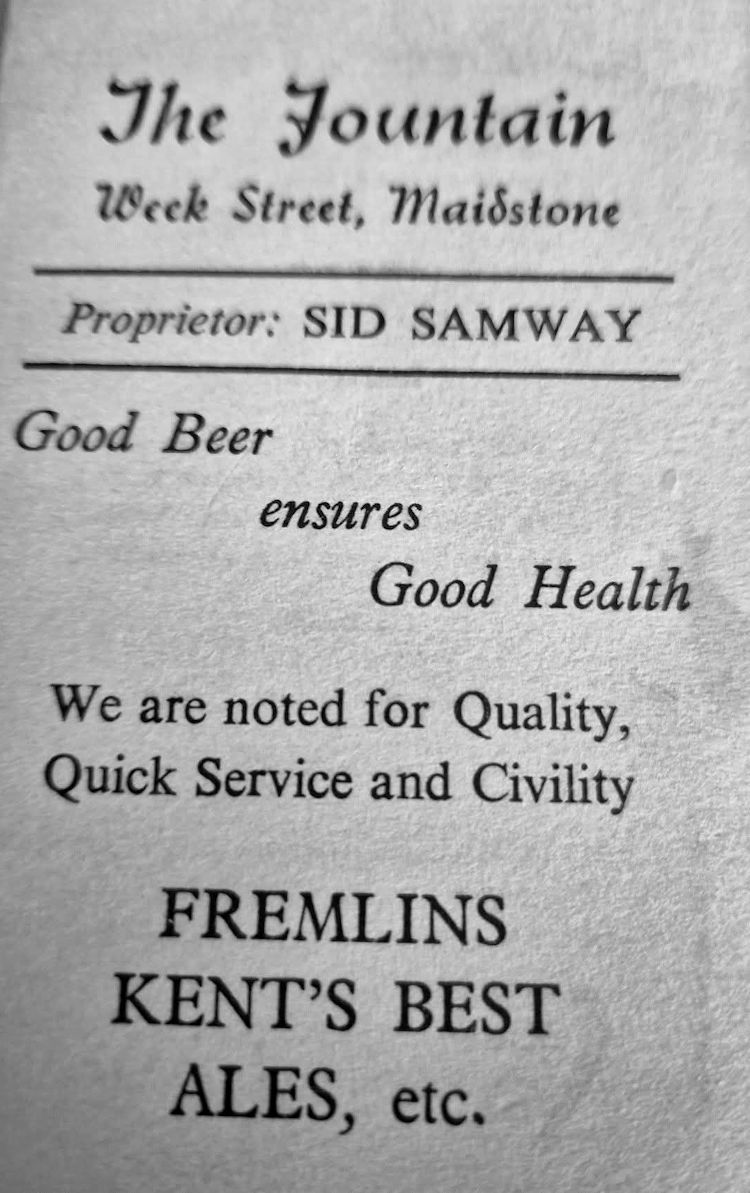 The Fountain
Week Street, Maidstone
Proprietor: SID SAMWAY
Good Beer
ensures
Good Health
We are noted for Quality,
Quick Service and Civility
FREMLINS
KENT'S BEST
ALES, etc.